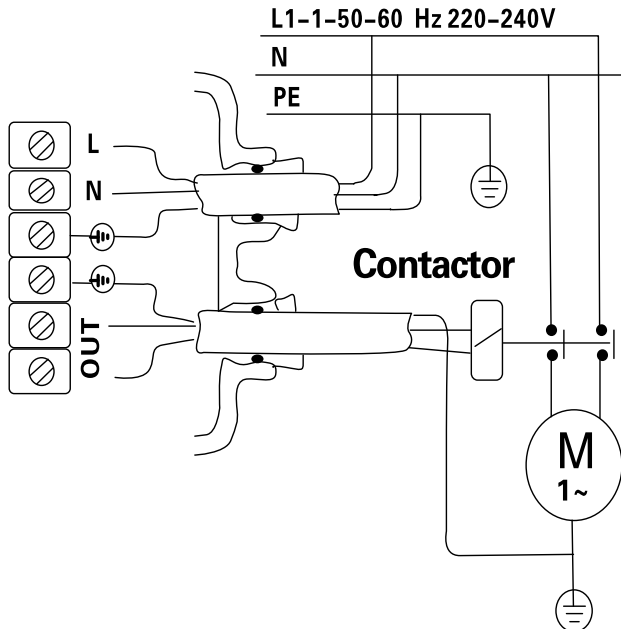 L1-1-50-60 Hz 220-240V
N
PE
L
N
Contactor
OUT
M
1~